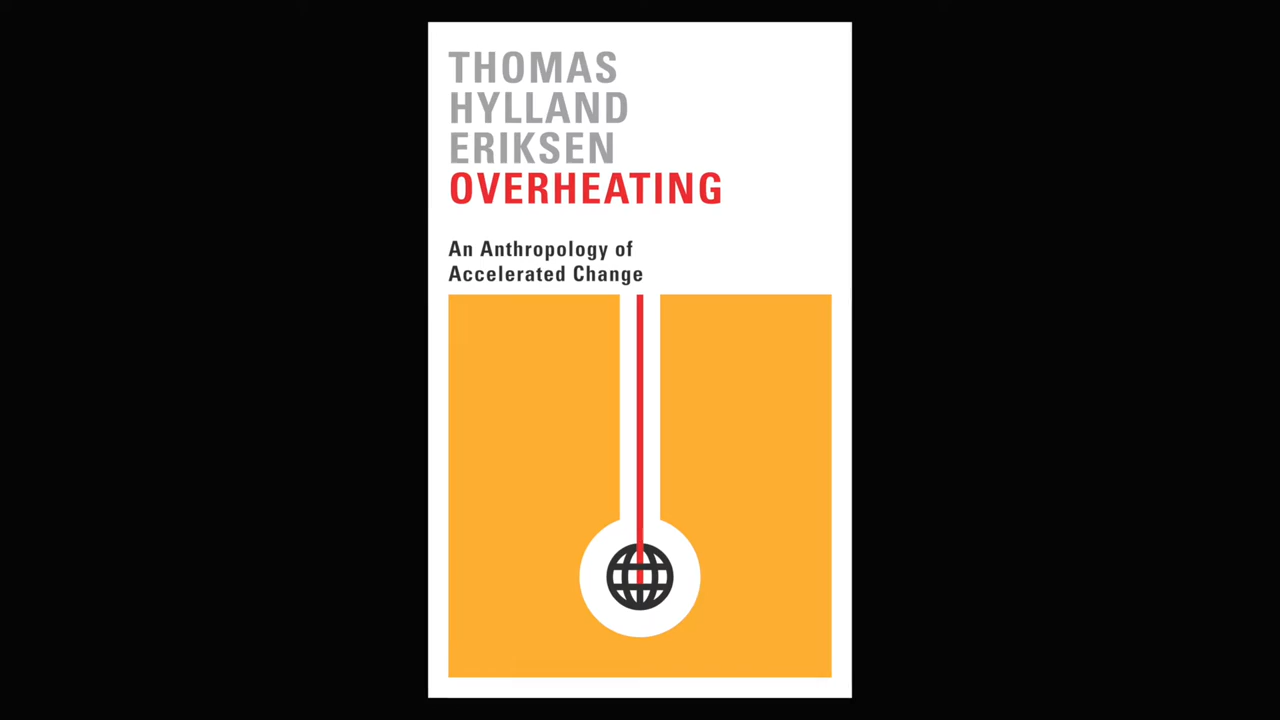 THOMAS
HYLLAND
ERIKSEN
OVERHEATING
An Anthropology of
Accelerated Change